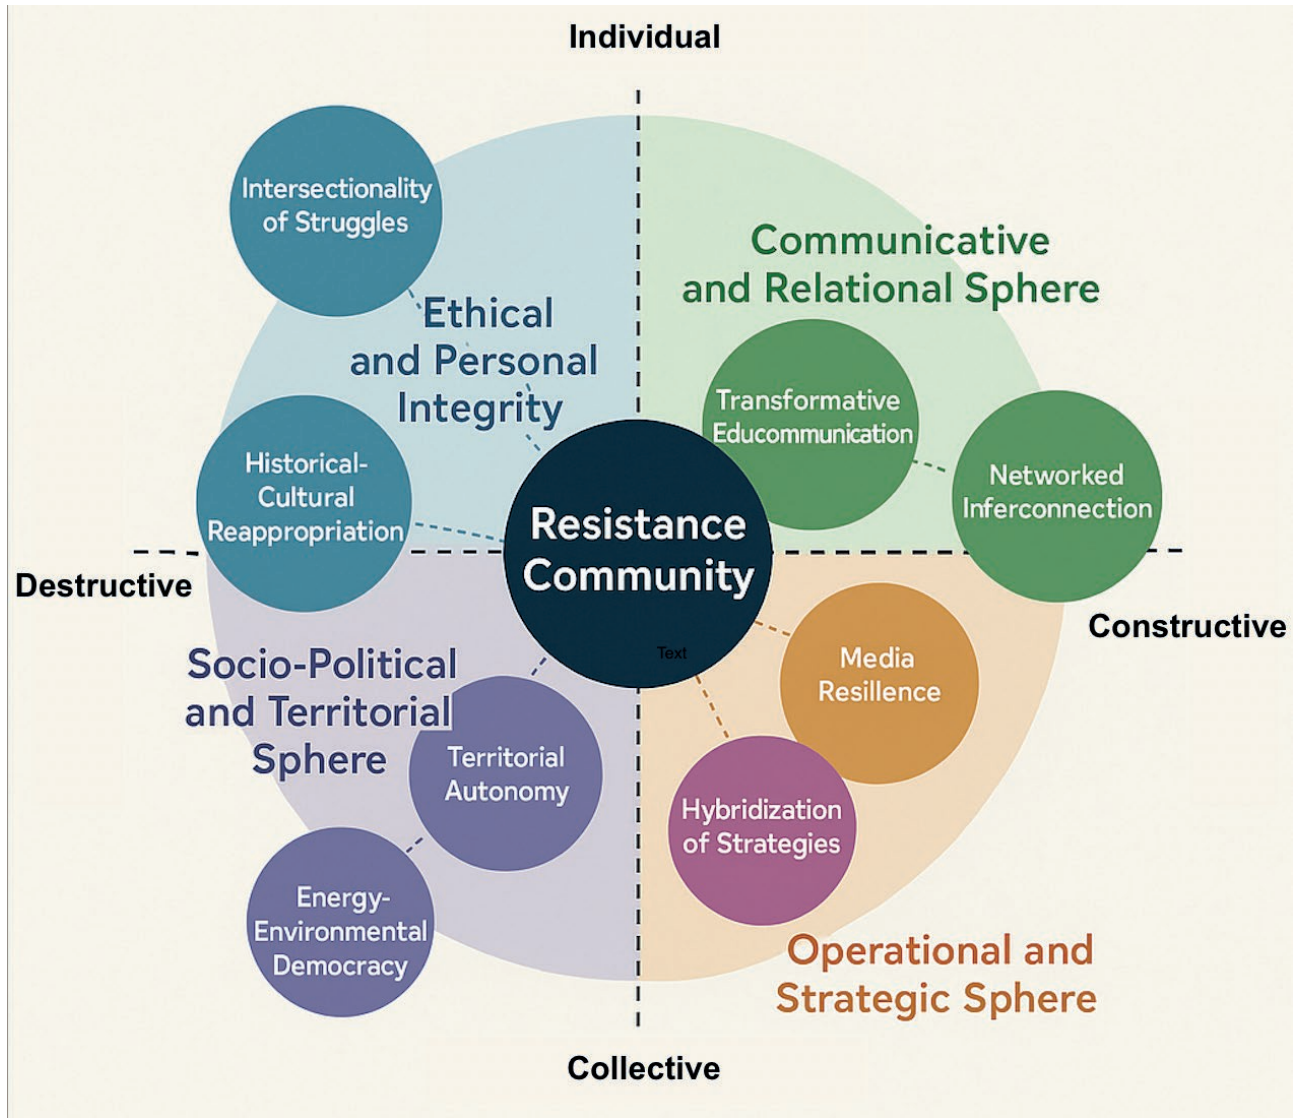 Individual
Intersectionality
of Struggles
Communicative
and Relational Sphere
Ethical
and Personal
Integrity
Transformative
Educommunication
Networked
Inferconnection
Historical-
Cultural
Reappropriation
Resistance
Community
Text
Destructive
Constructive
Socio-Political
and Territorial
Sphere
Media
Resillence
Territorial
Autonomy
Hybridization
of Strategies
Energy-
Environmental
Democracy
Operational and
Strategic Sphere
Collective